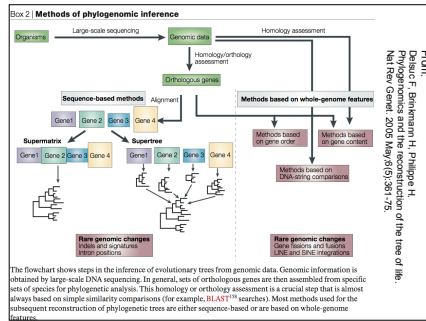 Box 2 | Methods of phylogenomic inference
Large-scale sequencing
Homology assessment
Organisms
Genomic data
Homology/orthology
assessment
Orthologous genes
Sequence-based methods
Alignment
Methods based on whole-genome features
Gene1 Gene 2 Gene 3 Gene 4
Supermatrix
Supertree
Gene1 Gene 2 Gene 3 Gene 4
Gene1 Gene 2 Gene 3 Gene 4
Methods based
on gene order
Methods based
on gene content
Methods based on
DNA-string comparisons
Rare genomic changes
Indels and signatures
Intron positions
Rare genomic changes
Gene fissions and fusions
LINE and SINE integrations
The flowchart shows steps in the inference of evolutionary trees from genomic data. Genomic information is
obtained by large-scale DNA sequencing. In general, sets of orthologous genes are then assembled from specific
sets of species for phylogenetic analysis. This homology or orthology assessment is a crucial step that is almost
always based on simple similarity comparisons (for example, BLAST searches). Most methods used for the
subsequent reconstruction of phylogenetic trees are either sequence-based or are based on whole-genome
features.
From:
Delsuc F, Brinkmann H, Philippe H.
Phylogenomics and the reconstruction of the tree of life.
Nat Rev Genet. 2005 May;6(5):361-75.